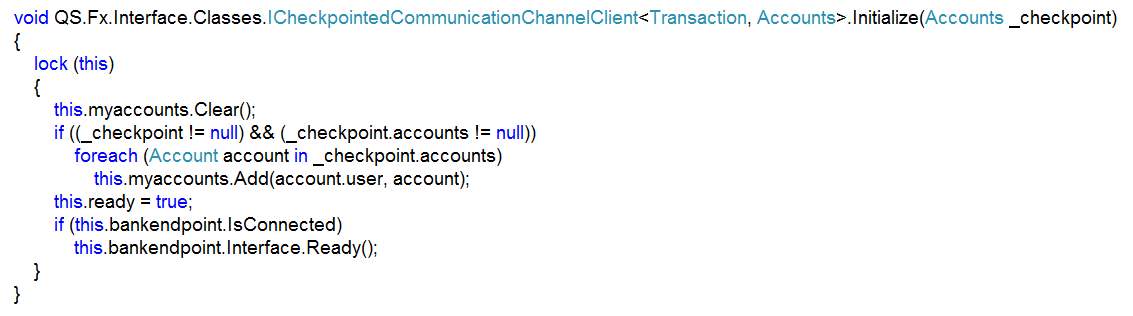 void QS.Fx.Interface.Classes.ICheckpointedCommunicationChannelClient<Transaction, Accounts>.Initialize(Accounts _checkpoint)
{
lock (this)
{
this.myaccounts.Clear();
if ((_checkpoint != null) && (_checkpoint.accounts != null))
foreach (Account account in _checkpoint.accounts)
this.myaccounts.Add(account.user, account);
this.ready = true;
if (this.bankendpoint.IsConnected)
this.bankendpoint.Interface.Ready();
}
}